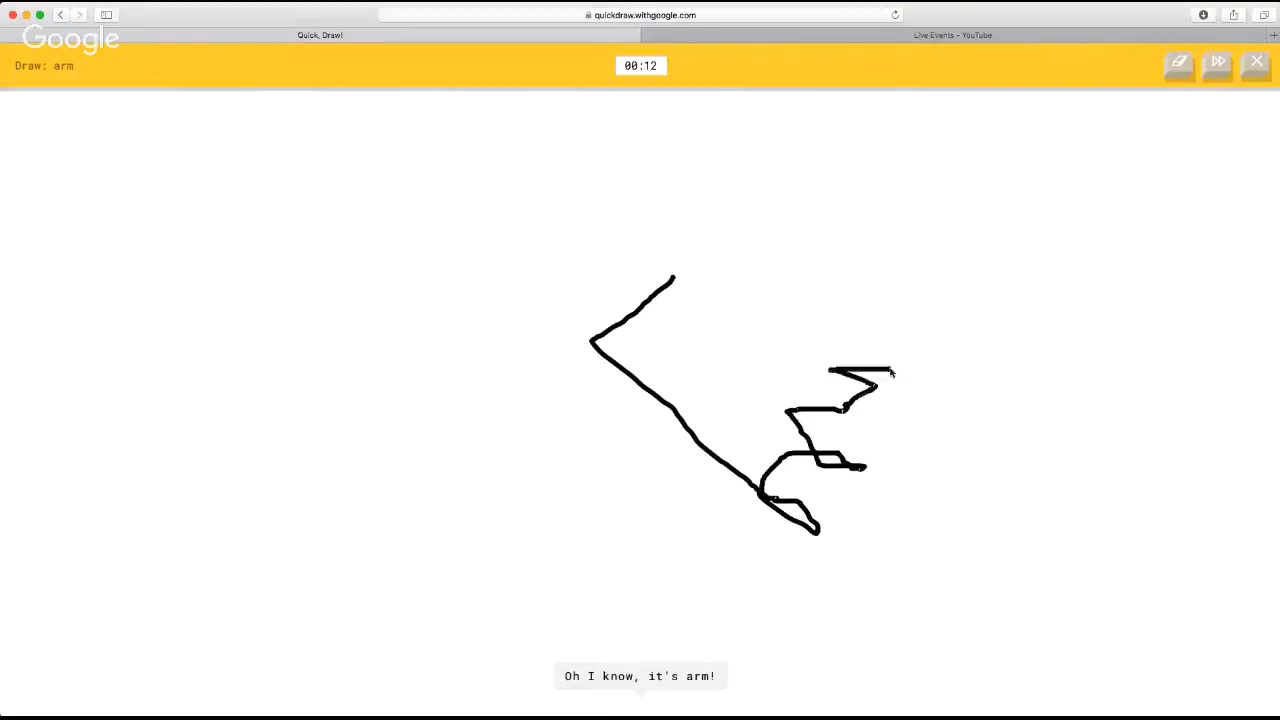 quickdraw.withgoogle.com
Google
Quick, Draw!
Live Events - YouTube
Draw: arm
00:12
Oh I know, it's arm!